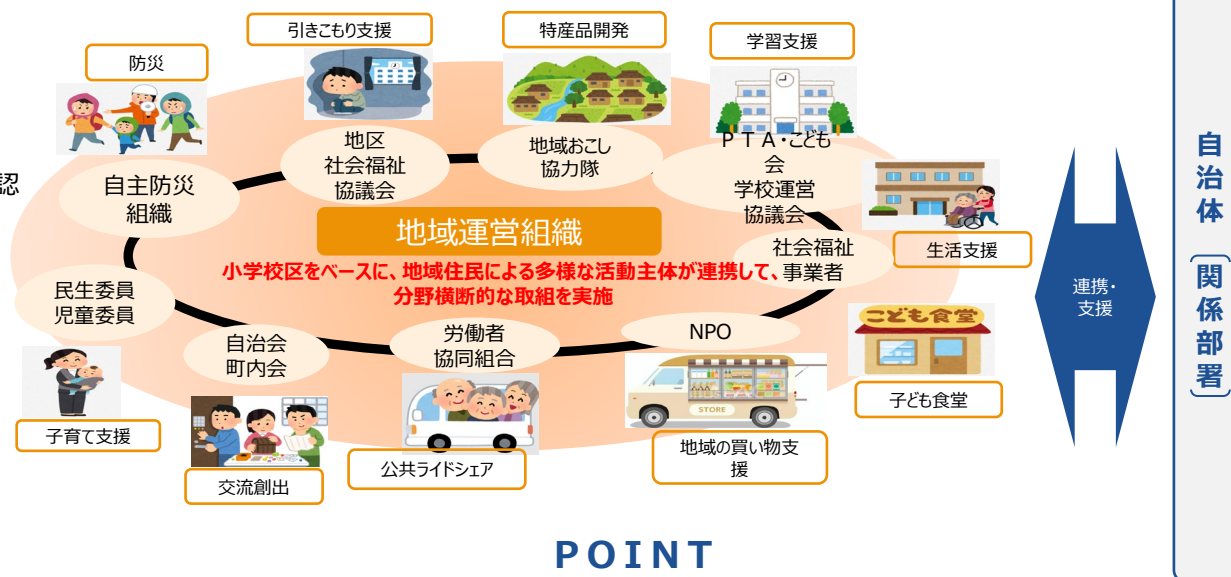 引きこもり支援
特産品開発
学習支援
防災
認
地区
社会福祉
協議会
地域おこし
協力隊
ＰＴＡ・こども
会
学校運営
協議会
自主防災
組織
地域運営組織
小学校区をベースに、地域住民による多様な活動主体が連携して、
分野横断的な取組を実施
社会福祉
事業者
生活支援
民生委員
児童委員
自治会
町内会
労働者
協同組合
NPO
こども食堂
STORE
子育て支援
交流創出
公共ライドシェア
地域の買い物支
援
子ども食堂
連携・
支援
自治体［関係部署］
ＰＯＩＮＴ